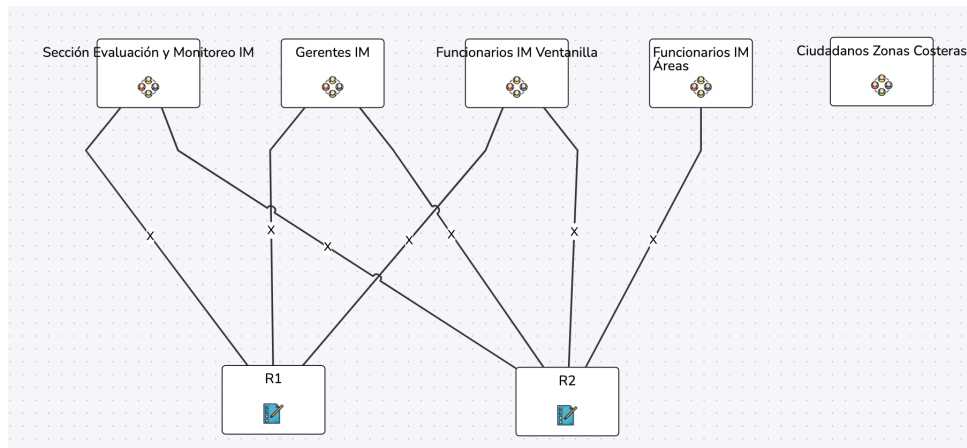 Sección Evaluación y Monitoreo IM
Gerentes IM
Funcionarios IM Ventanilla
Funcionarios IM
Áreas
Ciudadanos Zonas Costeras
X
X
X
X
X
X
X
R1
R2